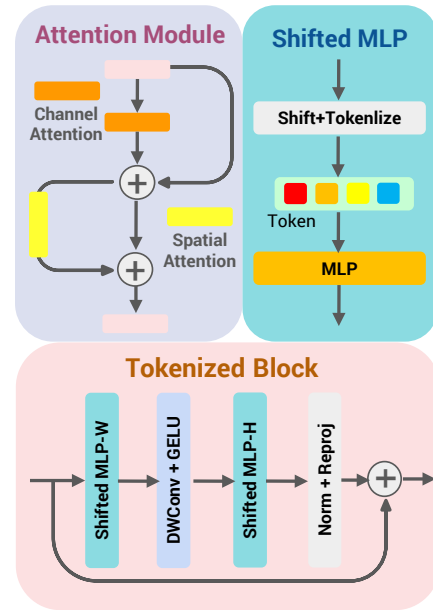 Attention Module
Channel
Attention
Spatial
Attention
Shifted MLP
Shift+Tokenlize
Token
MLP
Tokenized Block
Shifted MLP-W
DWConv + GELU
Shifted MLP-H
Norm + Reproj